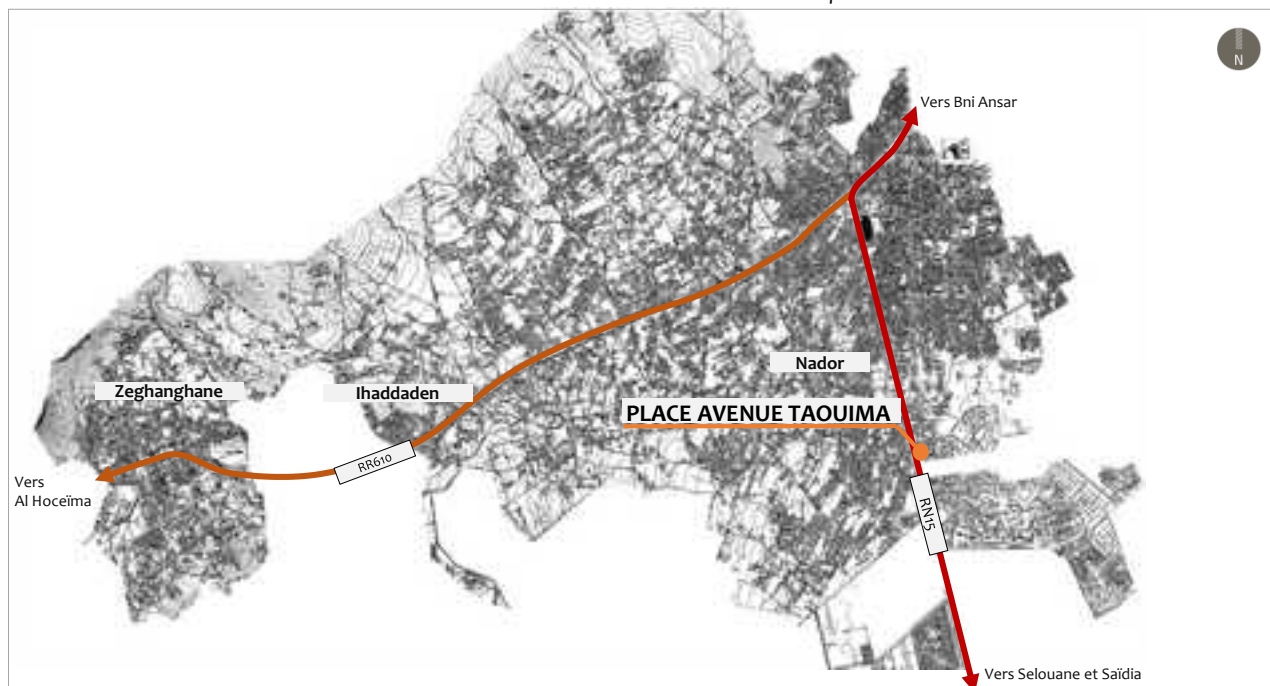 N
Vers Bni Ansar
Nador
Zeghanghane
Ihaddaden
PLACE AVENUE TAOUIMA
RR610
Vers
Al Hoceïma
RN15
Vers Selouane et Saïdia